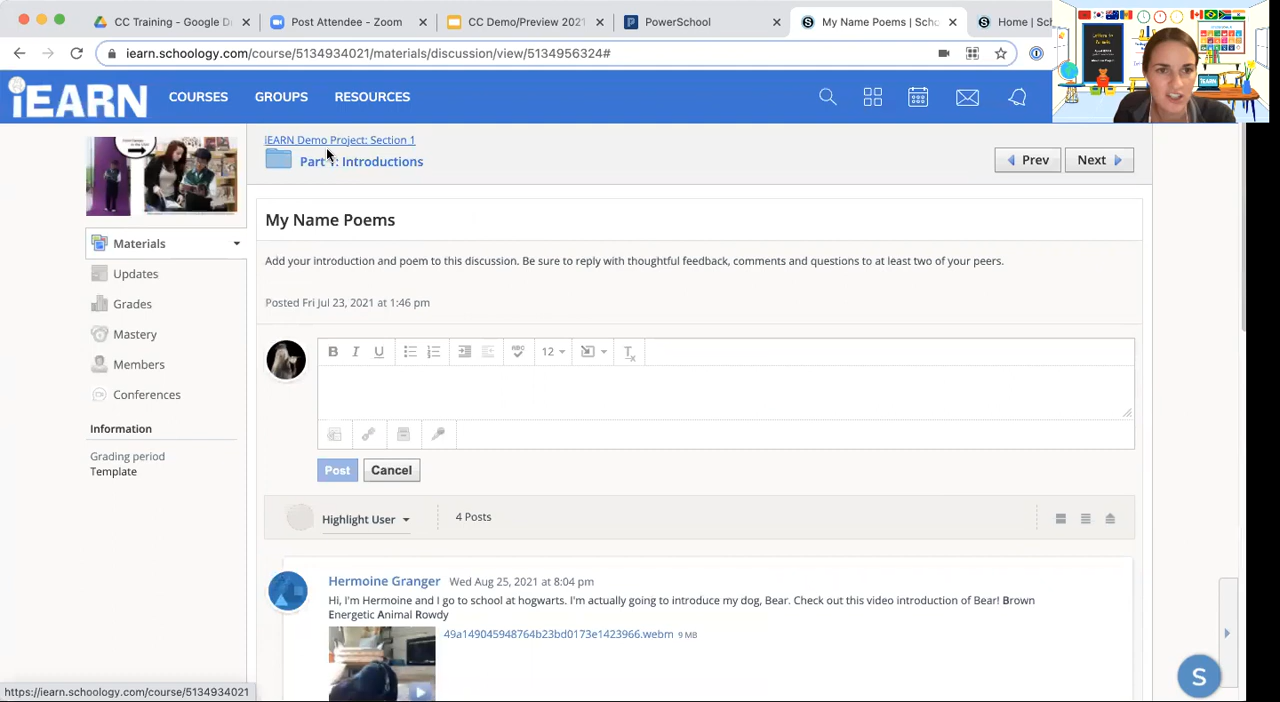 CC Training - Google D
Post Attendee - Zoom
CC Demo/Preview 2021
PowerSchool
My Name Poems | Scho
Home | Sch
iearn.schoology.com/course/5134934021/materials/discussion/view/5134956324#
iEARN
COURSES
GROUPS
RESOURCES
iEARN Demo Project: Section 1
Part 1: Introductions
Prev
Next
Materials
Updates
Grades
Mastery
Members
Conferences
Information
Grading period
Template
My Name Poems
Add your introduction and poem to this discussion. Be sure to reply with thoughtful feedback, comments and questions to at least two of your peers.
Posted Fri Jul 23, 2021 at 1:46 pm
B I U ABC 12 Tx
Post Cancel
Highlight User
4 Posts
Hermoine Granger Wed Aug 25, 2021 at 8:04 pm
Hi, I'm Hermoine and I go to school at hogwarts. I'm actually going to introduce my dog, Bear. Check out this video introduction of Bear! Brown
Energetic Animal Rowdy
49a149045948764b23bd0173e1423966.webm 9 MB
S
https://iearn.schoology.com/course/5134934021